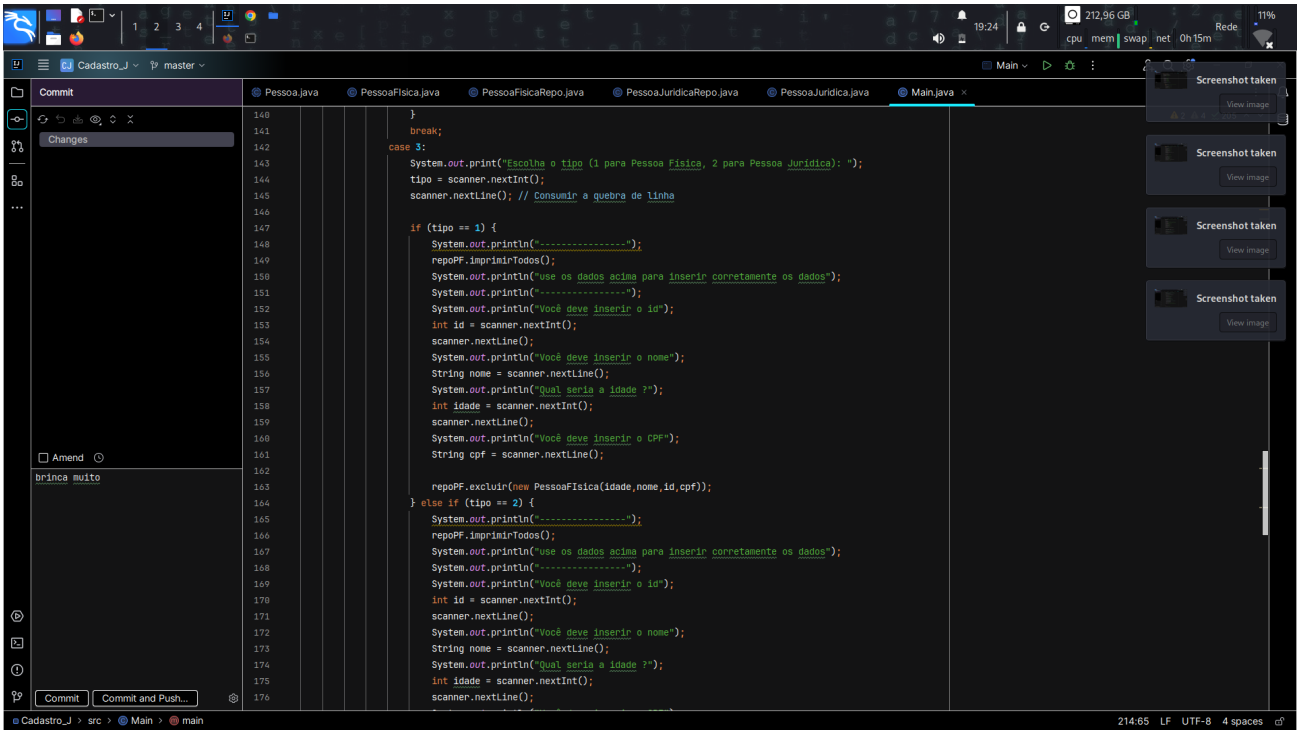 1 2 3 4
19:24
212,96 GB
cpu mem swap net 0h15m
Rede
11%
CJ Cadastro_J master
Main
Commit
Pessoa.java PessoaFIsica.java PessoaFisicaRepo.java PessoaJuridicaRepo.java PessoaJuridica.java Main.java
Changes
140 }
141 break;
142 case 3:
143 System.out.print("Escolha o tipo (1 para Pessoa Física, 2 para Pessoa Jurídica): ");
144 tipo = scanner.nextInt();
145 scanner.nextLine(); // Consumir a quebra de linha
146
147 if (tipo == 1) {
148 System.out.println("----------------");
149 repoPF.imprimirTodos();
150 System.out.println("use os dados acima para inserir corretamente os dados");
151 System.out.println("----------------");
152 System.out.println("Você deve inserir o id");
153 int id = scanner.nextInt();
154 scanner.nextLine();
155 System.out.println("Você deve inserir o nome");
156 String nome = scanner.nextLine();
157 System.out.println("Qual seria a idade ?");
158 int idade = scanner.nextInt();
159 scanner.nextLine();
160 System.out.println("Você deve inserir o CPF");
161 String cpf = scanner.nextLine();
162
163 repoPF.excluir(new PessoaFIsica(idade,nome,id,cpf));
164 } else if (tipo == 2) {
165 System.out.println("----------------");
166 repoPF.imprimirTodos();
167 System.out.println("use os dados acima para inserir corretamente os dados");
168 System.out.println("----------------");
169 System.out.println("Você deve inserir o id");
170 int id = scanner.nextInt();
171 scanner.nextLine();
172 System.out.println("Você deve inserir o nome");
173 String nome = scanner.nextLine();
174 System.out.println("Qual seria a idade ?");
175 int idade = scanner.nextInt();
176 scanner.nextLine();
Screenshot taken
View image
Screenshot taken
View image
Screenshot taken
View image
Screenshot taken
View image
Amend
brinca muito
Commit Commit and Push...
Cadastro_J > src > Main > main
214:65 LF UTF-8 4 spaces